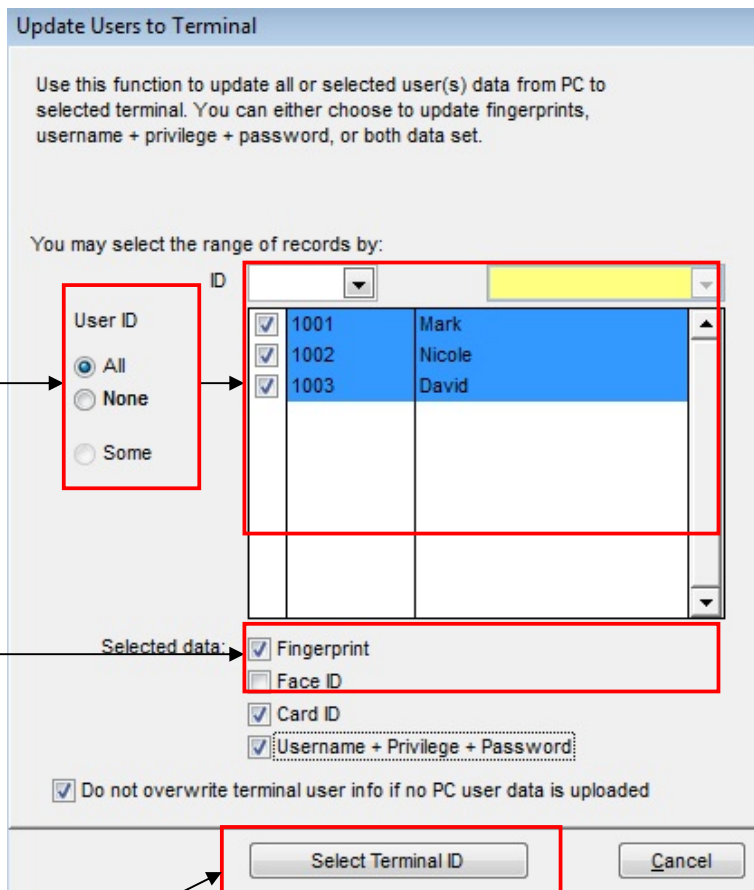 Update Users to Terminal
Use this function to update all or selected user(s) data from PC to
selected terminal. You can either choose to update fingerprints,
username + privilege + password, or both data set.
You may select the range of records by:
ID
User ID
All
None
Some
1001 Mark
1002 Nicole
1003 David
Selected data:
Fingerprint
Face ID
Card ID
Username + Privilege + Password
Do not overwrite terminal user info if no PC user data is uploaded
Select Terminal ID
Cancel